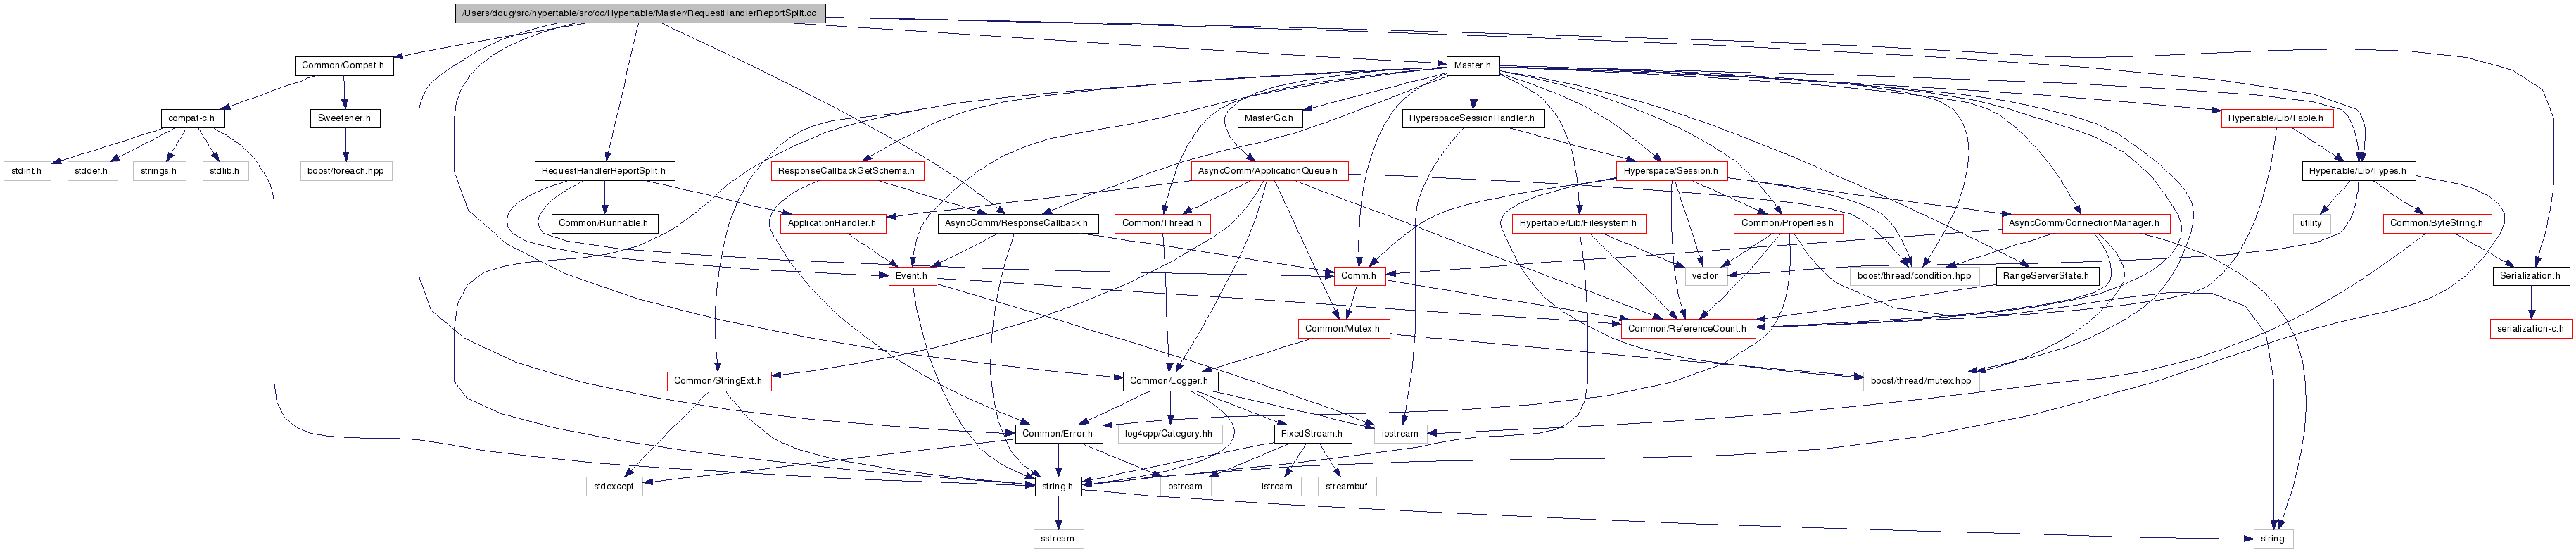 /Users/doug/src/hypertable/src/cc/Hypertable/Master/RequestHandlerReportSplit.cc
Common/Compat.h
Master.h
compat-c.h
Sweetener.h
MasterGc.h
HyperspaceSessionHandler.h
Hypertable/Lib/Table.h
stdint.h
stddef.h
strings.h
stdlib.h
boost/foreach.hpp
RequestHandlerReportSplit.h
ResponseCallbackGetSchema.h
AsyncComm/ApplicationQueue.h
Hyperspace/Session.h
Hypertable/Lib/Types.h
Common/Runnable.h
ApplicationHandler.h
AsyncComm/ResponseCallback.h
Common/Thread.h
Hypertable/Lib/Filesystem.h
Common/Properties.h
AsyncComm/ConnectionManager.h
utility
Common/ByteString.h
Event.h
Comm.h
vector
boost/thread/condition.hpp
RangeServerState.h
Serialization.h
Common/Mutex.h
Common/ReferenceCount.h
serialization-c.h
Common/StringExt.h
Common/Logger.h
boost/thread/mutex.hpp
Common/Error.h
log4cpp/Category.hh
FixedStream.h
iostream
stdexcept
string.h
ostream
istream
streambuf
sstream
string